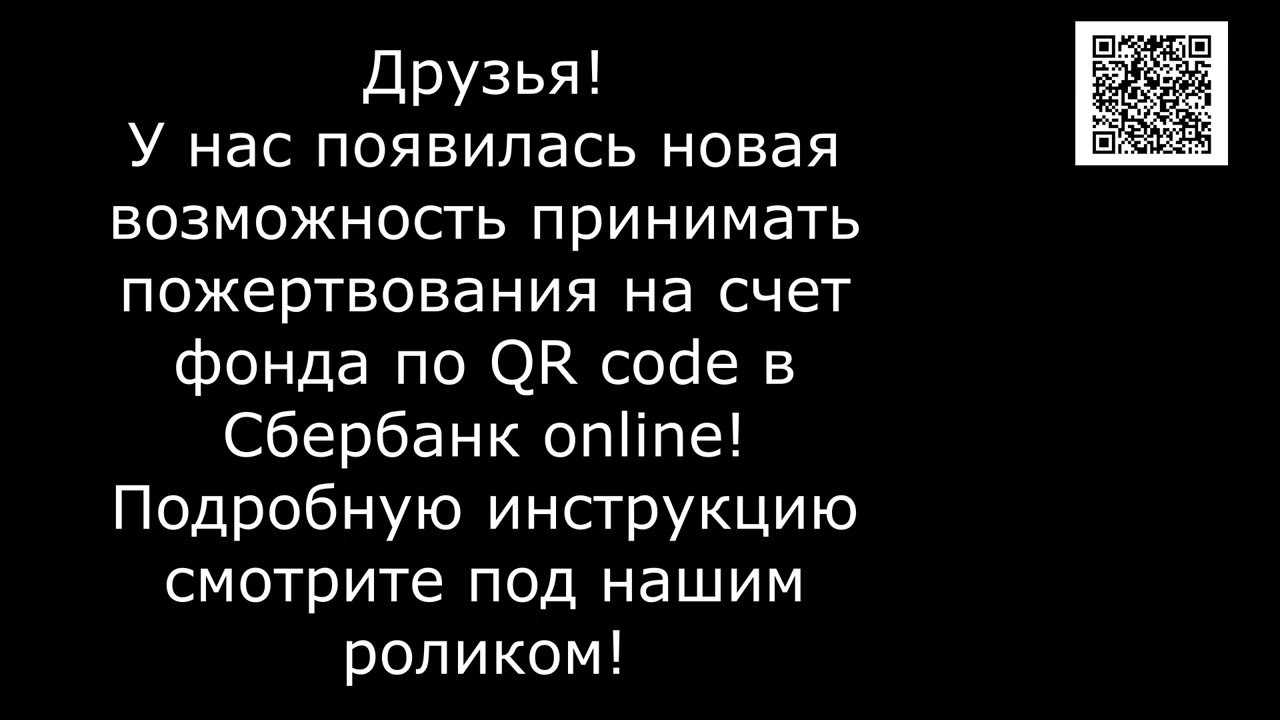 Друзья!
У нас появилась новая
возможность принимать
пожертвования на счет
фонда по QR code в
Сбербанк online!
Подробную инструкцию
смотрите под нашим
роликом!